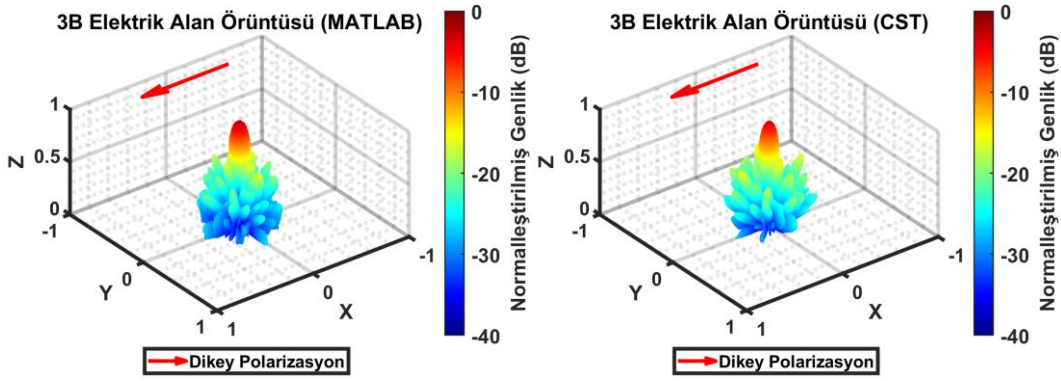 3B Elektrik Alan Örüntüsü (MATLAB)
Z
1
0.5
0
-1
Y
0
1
1
0
X
-1
0
-10
-20
-30
-40
Normalleştirilmiş Genlik (dB)
Dikey Polarizasyon
3B Elektrik Alan Örüntüsü (CST)
Z
1
0.5
0
-1
Y
0
1
1
0
X
-1
0
-10
-20
-30
-40
Normalleştirilmiş Genlik (dB)
Dikey Polarizasyon